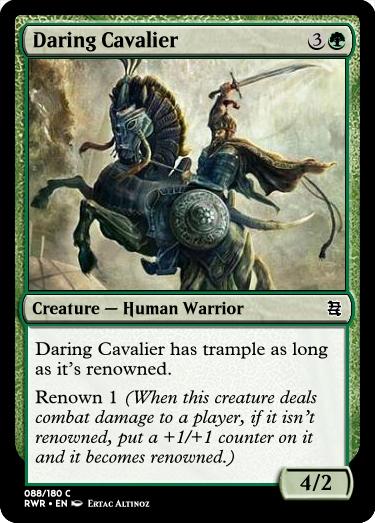 Daring Cavalier 3
Creature — Human Warrior
Daring Cavalier has trample as long
as it's renowned.
Renown 1 (When this creature deals
combat damage to a player, if it isn't
renowned, put a +1/+1 counter on it
and it becomes renowned.)
4/2
088/180 C
RWR • EN Ertac Altinoz